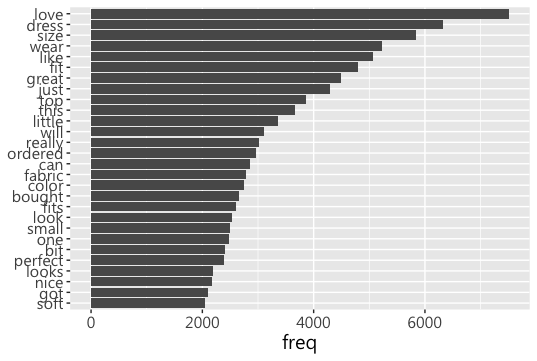 love
dress
size
wear
like
fit
great
just
top
this
little
will
really
ordered
can
fabric
color
bought
fits
look
small
one
bit
perfect
looks
nice
got
soft
0 2000 4000 6000
freq